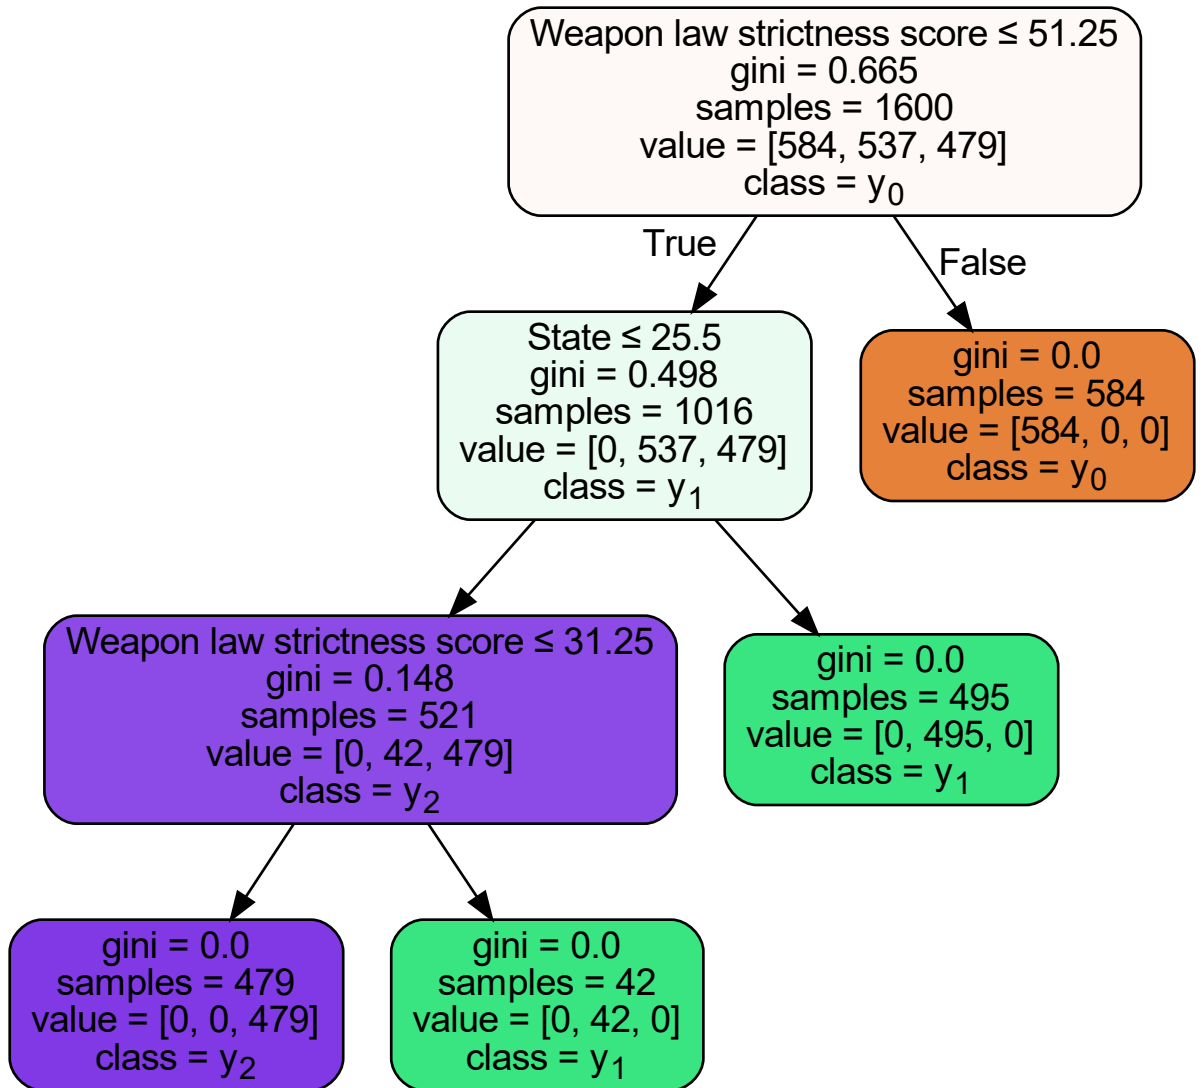 Weapon law strictness score ≤ 51.25
gini = 0.665
samples = 1600
value = [584, 537, 479]
class = y₀
True
False
State ≤ 25.5
gini = 0.498
samples = 1016
value = [0, 537, 479]
class = y₁
gini = 0.0
samples = 584
value = [584, 0, 0]
class = y₀
Weapon law strictness score ≤ 31.25
gini = 0.148
samples = 521
value = [0, 42, 479]
class = y₂
gini = 0.0
samples = 495
value = [0, 495, 0]
class = y₁
gini = 0.0
samples = 479
value = [0, 0, 479]
class = y₂
gini = 0.0
samples = 42
value = [0, 42, 0]
class = y₁